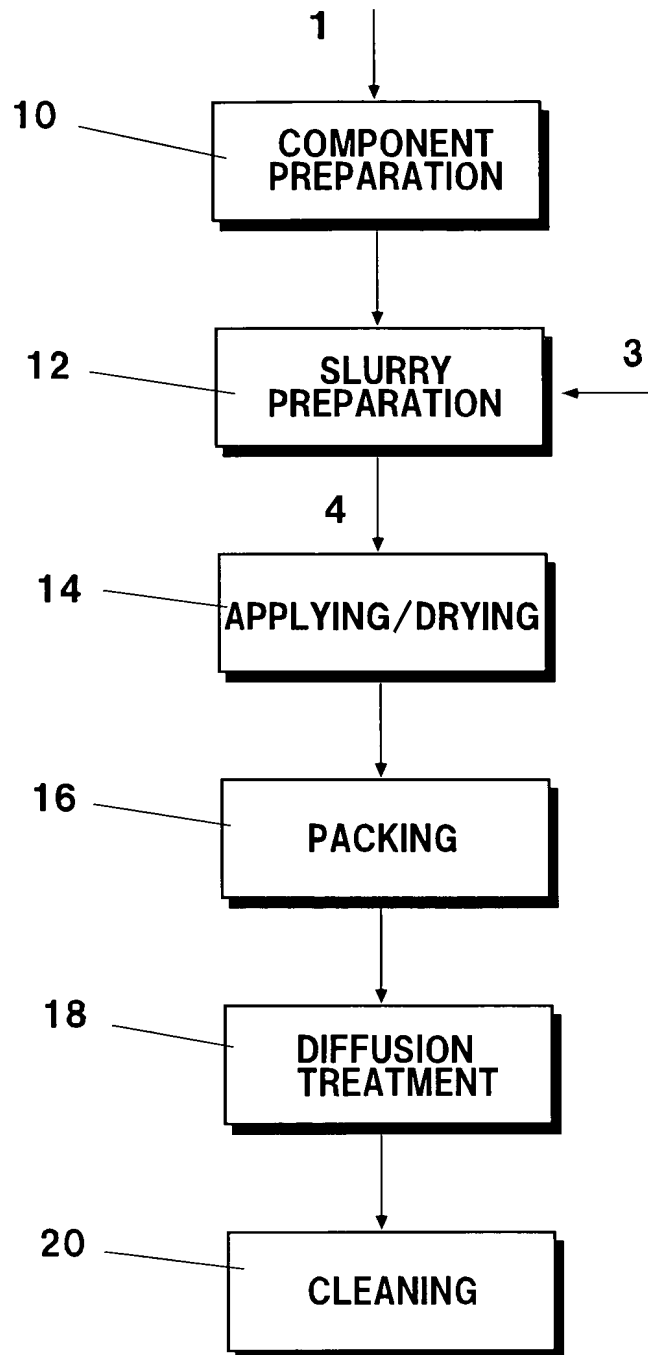 1
10
COMPONENT
PREPARATION
12
SLURRY
PREPARATION
3
4
14
APPLYING/DRYING
16
PACKING
18
DIFFUSION
TREATMENT
20
CLEANING